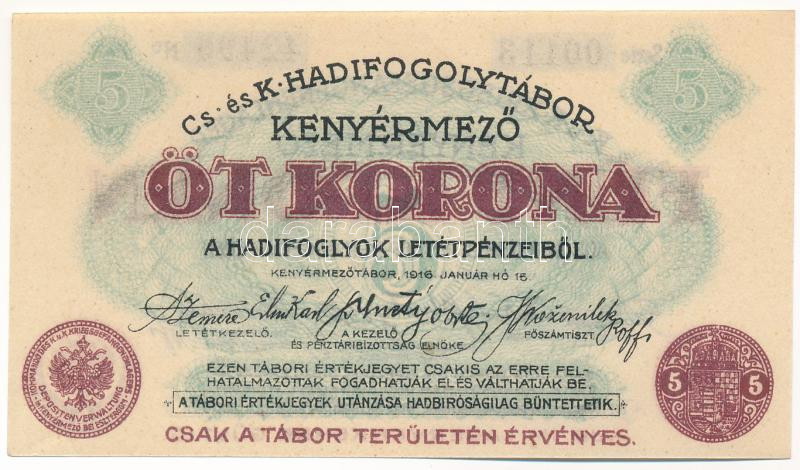 5 5
Cs. és K. HADIFOGOLYTÁBOR
KENYÉRMEZŐ
ÖT KORONA
A HADIFOGLYOK LETÉTPÉNZEIBŐL.
KENYÉRMEZŐTÁBOR, 1916. JANUÁR HÓ 15.
LETÉTKEZELŐ. A KEZELŐ FŐSZÁMTISZT.
ÉS PÉNZTÁRIBIZOTTSÁG ELNÖKE
EZEN TÁBORI ÉRTÉKJEGYET CSAKIS AZ ERRE FEL-
HATALMAZOTTAK FOGADHATJÁK EL ÉS VÁLTHATJÁK BE.
A TÁBORI ÉRTÉKJEGYEK UTÁNZÁSA HADBIRÓSÁGILAG BÜNTETTETIK.
CSAK A TÁBOR TERÜLETÉN ÉRVÉNYES.
DEPOSITENVERWALTUNG
5 5
darabanth